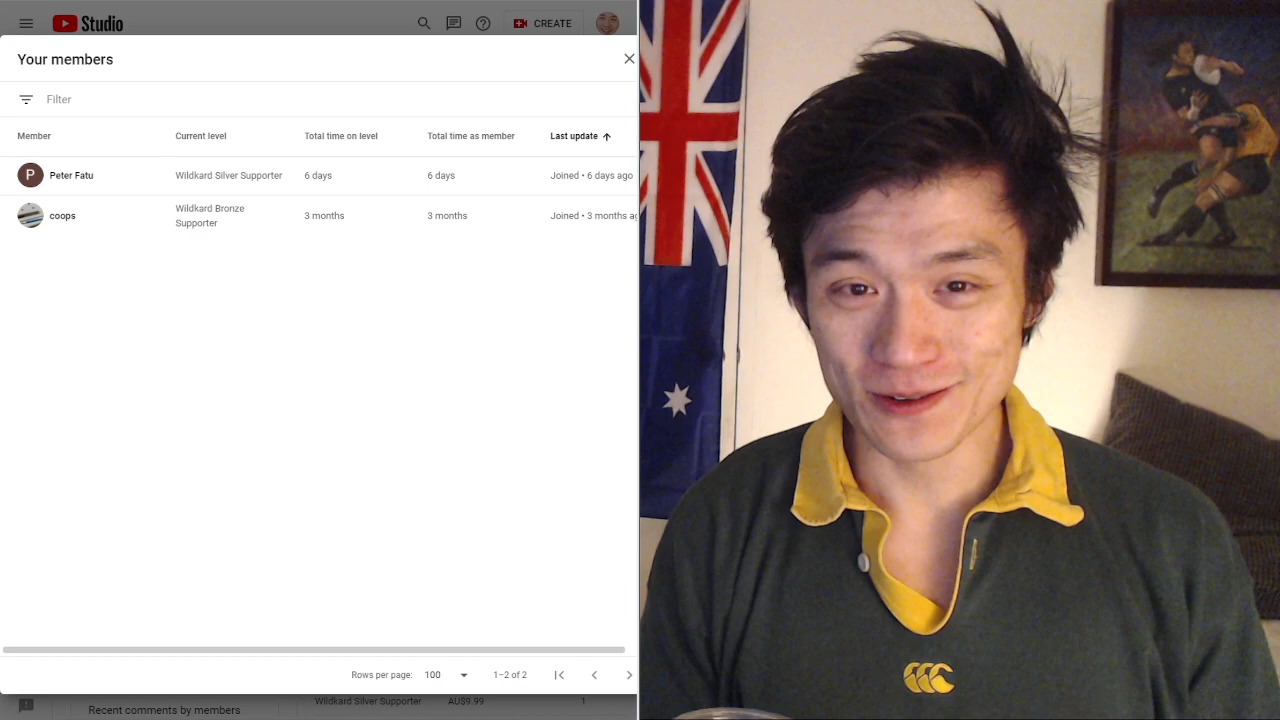 Studio
CREATE
Your members
Filter
Member Current level Total time on level Total time as member Last update
P Peter Fatu Wildkard Silver Supporter 6 days 6 days Joined • 6 days ago
coops Wildkard Bronze Supporter 3 months 3 months Joined • 3 months ag
Rows per page: 100 1–2 of 2
Recent comments by members Wildkard Silver Supporter AU$9.99 1